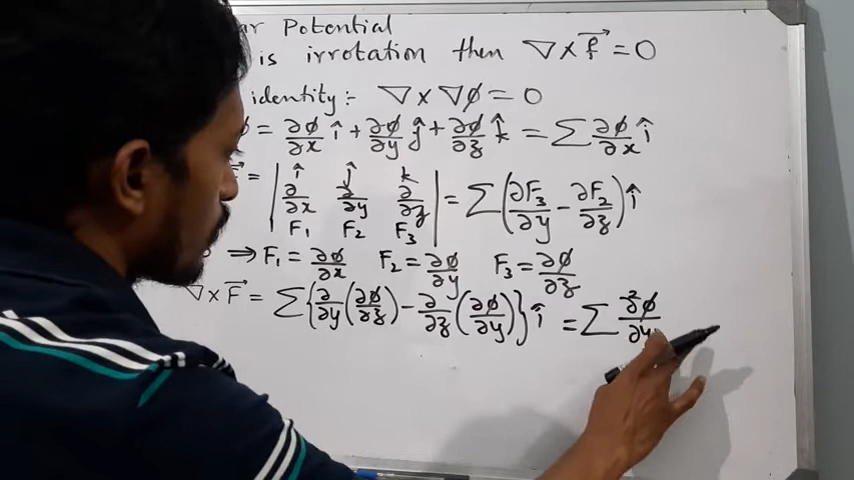 Potential
is irrotation then ∇×f⃗ = 0
identity:- ∇×∇ϕ = 0
ϕ = ∂ϕ/∂x î + ∂ϕ/∂y ĵ + ∂ϕ/∂z k̂ = ∑ ∂ϕ/∂x î
= | î ĵ k̂ |
| ∂/∂x ∂/∂y ∂/∂z | = ∑ (∂F₃/∂y − ∂F₂/∂z) î
| F₁ F₂ F₃ |
⇒ F₁ = ∂ϕ/∂x F₂ = ∂ϕ/∂y F₃ = ∂ϕ/∂z
∇×F⃗ = ∑ {∂/∂y (∂ϕ/∂z) − ∂/∂z (∂ϕ/∂y)} î = ∑ ∂²ϕ/∂y